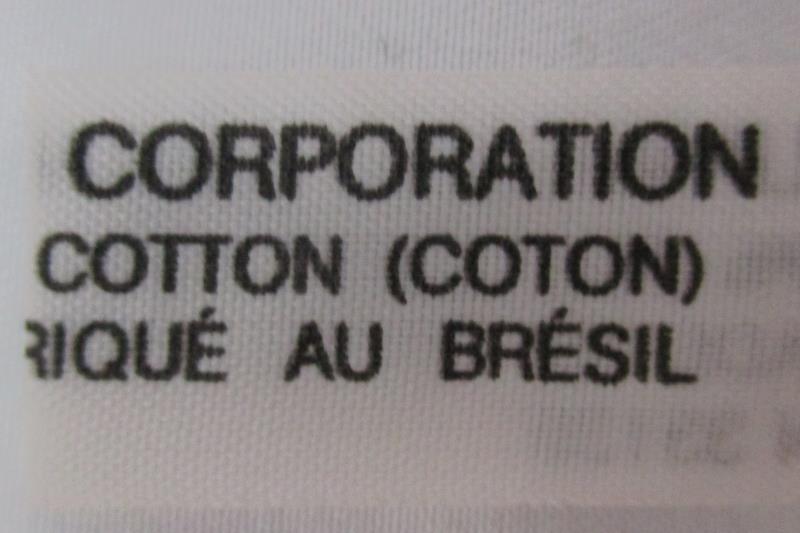 CORPORATION
COTTON (COTON)
RIQUÉ AU BRÉSIL